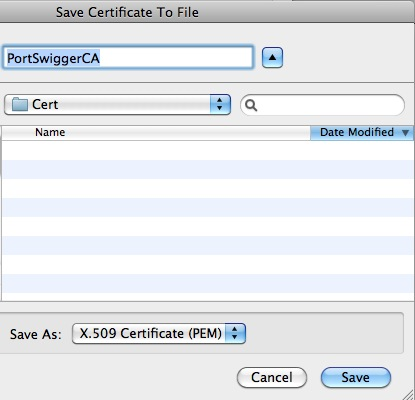 Save Certificate To File
PortSwiggerCA
Cert
Name Date Modified
Save As: X.509 Certificate (PEM)
Cancel Save